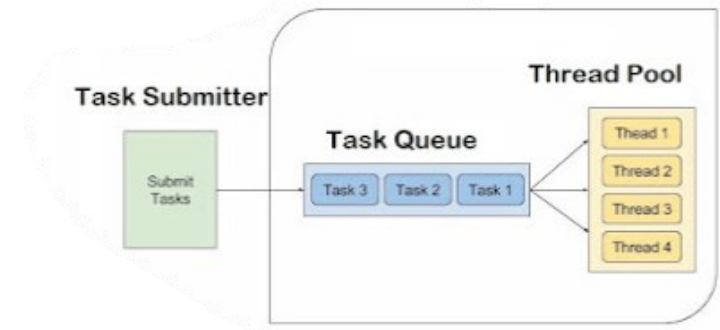 Thread Pool
Task Submitter
Task Queue
Submit
Tasks
Task 3
Task 2
Task 1
Thead 1
Thread 2
Thread 3
Thread 4